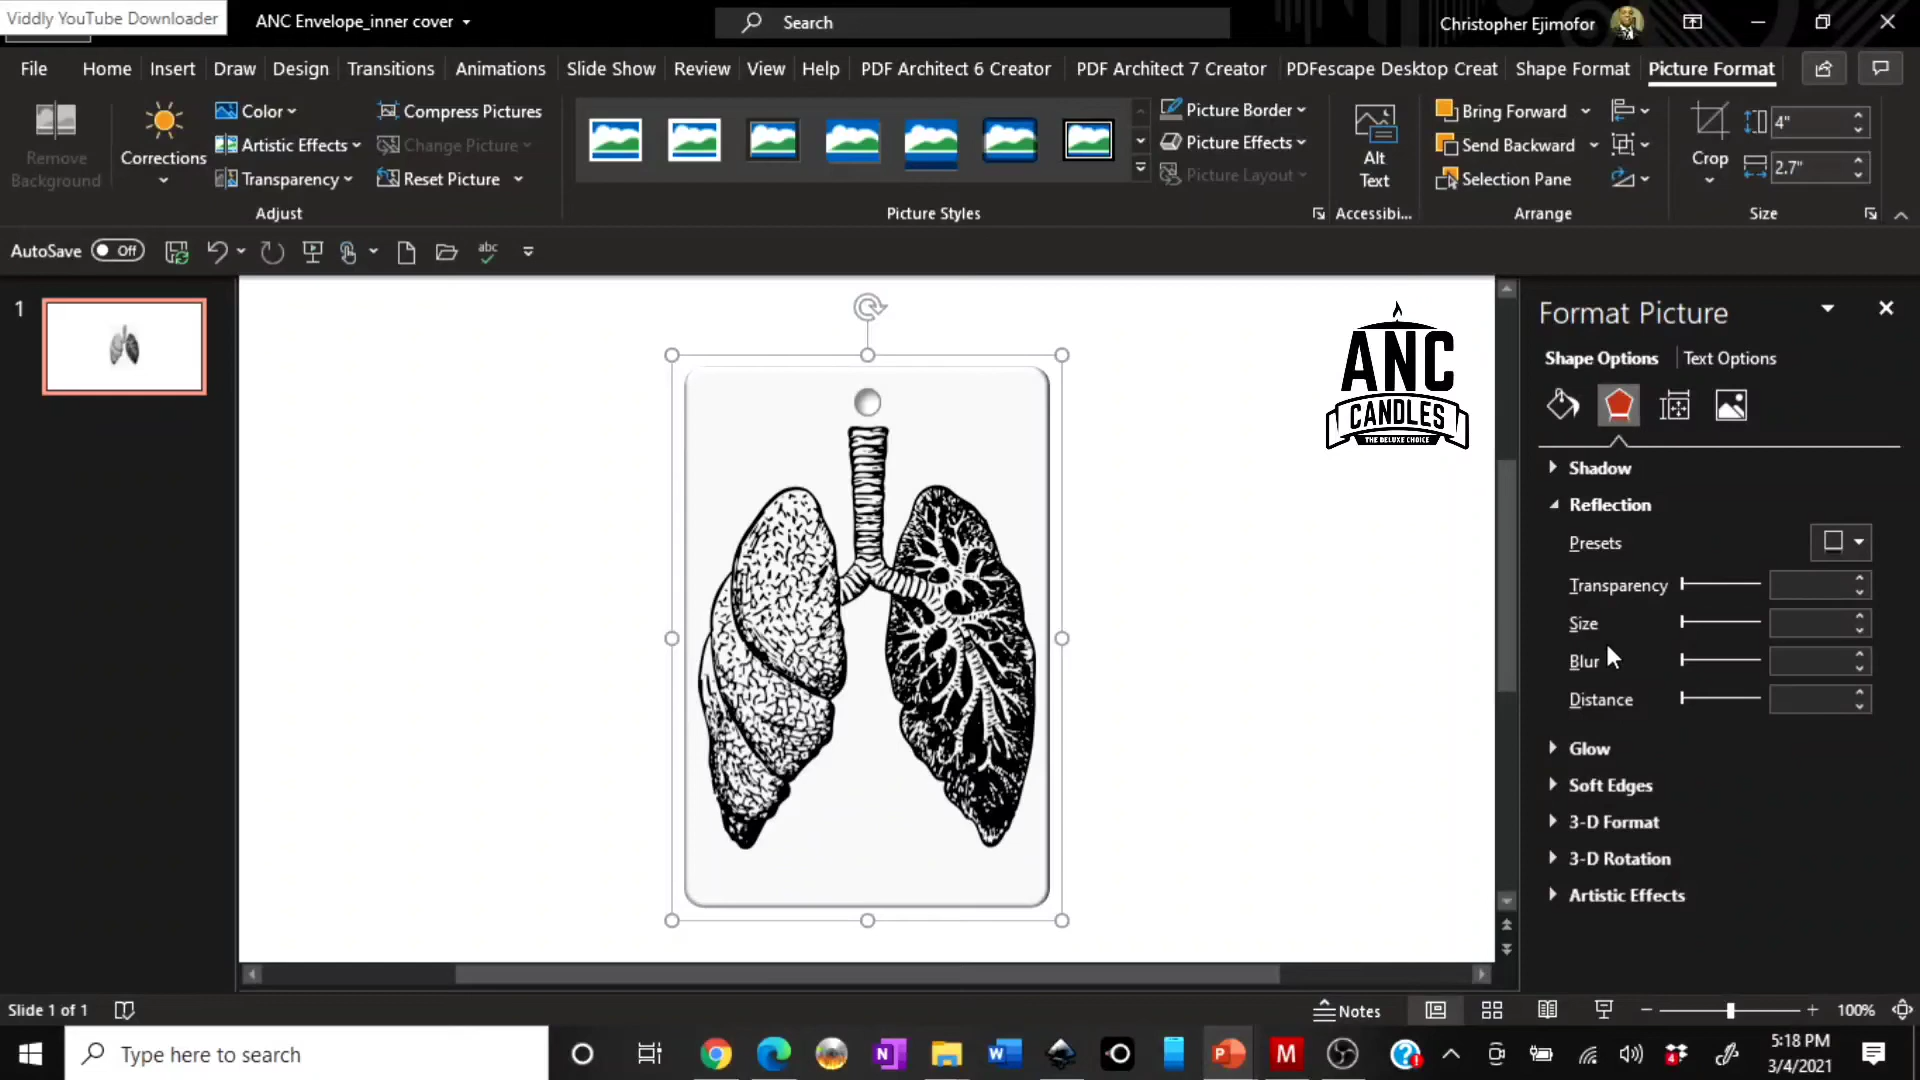 Viddly YouTube Downloader
ANC Envelope_inner cover
Search
Christopher Ejimofor
File Home Insert Draw Design Transitions Animations Slide Show Review View Help PDF Architect 6 Creator PDF Architect 7 Creator PDFescape Desktop Creat Shape Format Picture Format
Remove Background
Corrections
Color
Artistic Effects
Transparency
Compress Pictures
Change Picture
Reset Picture
Adjust
Picture Styles
Picture Border
Picture Effects
Picture Layout
Alt
Text
Accessibi...
Bring Forward
Send Backward
Selection Pane
Arrange
Crop
4"
2.7"
Size
AutoSave Off
abc
1
ANC
CANDLES
THE DELUXE CHOICE
Format Picture
Shape Options Text Options
Shadow
Reflection
Presets
Transparency
Size
Blur
Distance
Glow
Soft Edges
3-D Format
3-D Rotation
Artistic Effects
Slide 1 of 1
Notes
100%
Type here to search
5:18 PM
3/4/2021